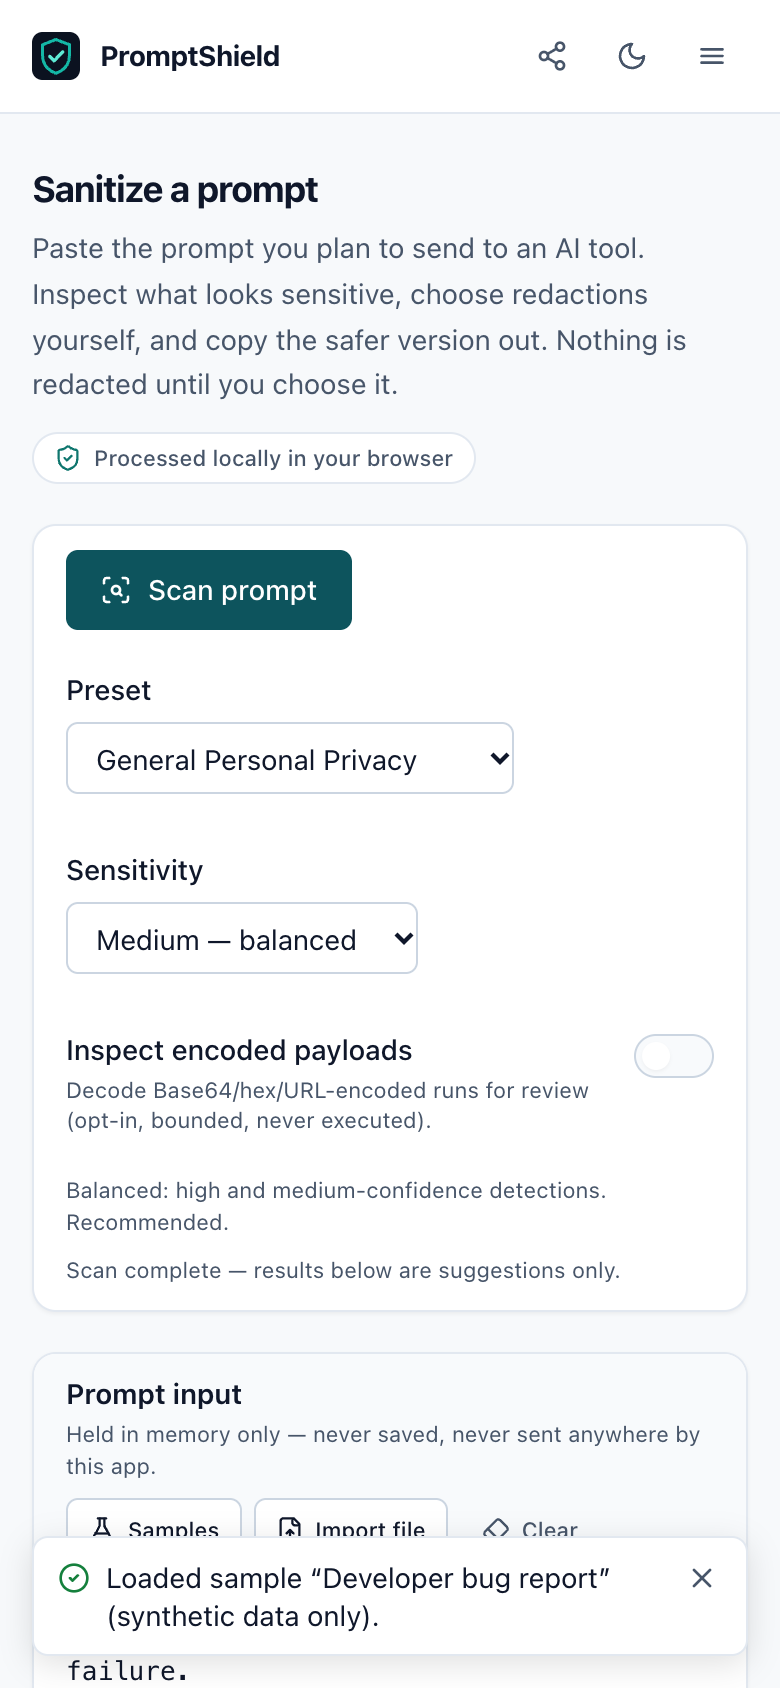 PromptShield
Sanitize a prompt
Paste the prompt you plan to send to an AI tool.
Inspect what looks sensitive, choose redactions
yourself, and copy the safer version out. Nothing is
redacted until you choose it.
Processed locally in your browser
Scan prompt
Preset
General Personal Privacy
Sensitivity
Medium — balanced
Inspect encoded payloads
Decode Base64/hex/URL-encoded runs for review
(opt-in, bounded, never executed).
Balanced: high and medium-confidence detections.
Recommended.
Scan complete — results below are suggestions only.
Prompt input
Held in memory only — never saved, never sent anywhere by
this app.
Samples Import file Clear
Loaded sample “Developer bug report”
(synthetic data only).
failure.